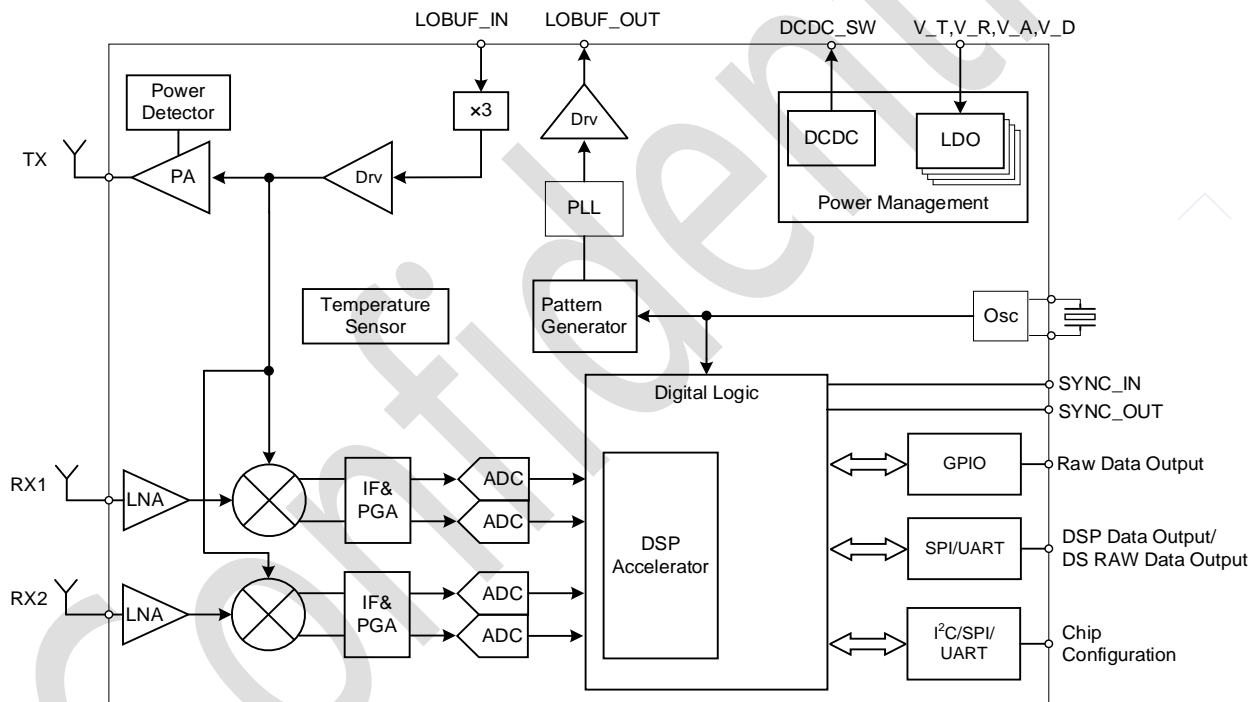 LOBUF_IN
LOBUF_OUT
DCDC_SW
V_T,V_R,V_A,V_D
Power
Detector
×3
Drv
DCDC
LDO
TX
PA
Drv
PLL
Power Management
Temperature
Sensor
Pattern
Generator
Osc
Digital Logic
SYNC_IN
SYNC_OUT
RX1
LNA
IF&
PGA
ADC
ADC
GPIO
Raw Data Output
DSP
Accelerator
SPI/UART
DSP Data Output/
DS RAW Data Output
RX2
LNA
IF&
PGA
ADC
ADC
I²C/SPI/
UART
Chip
Configuration
Confidenti